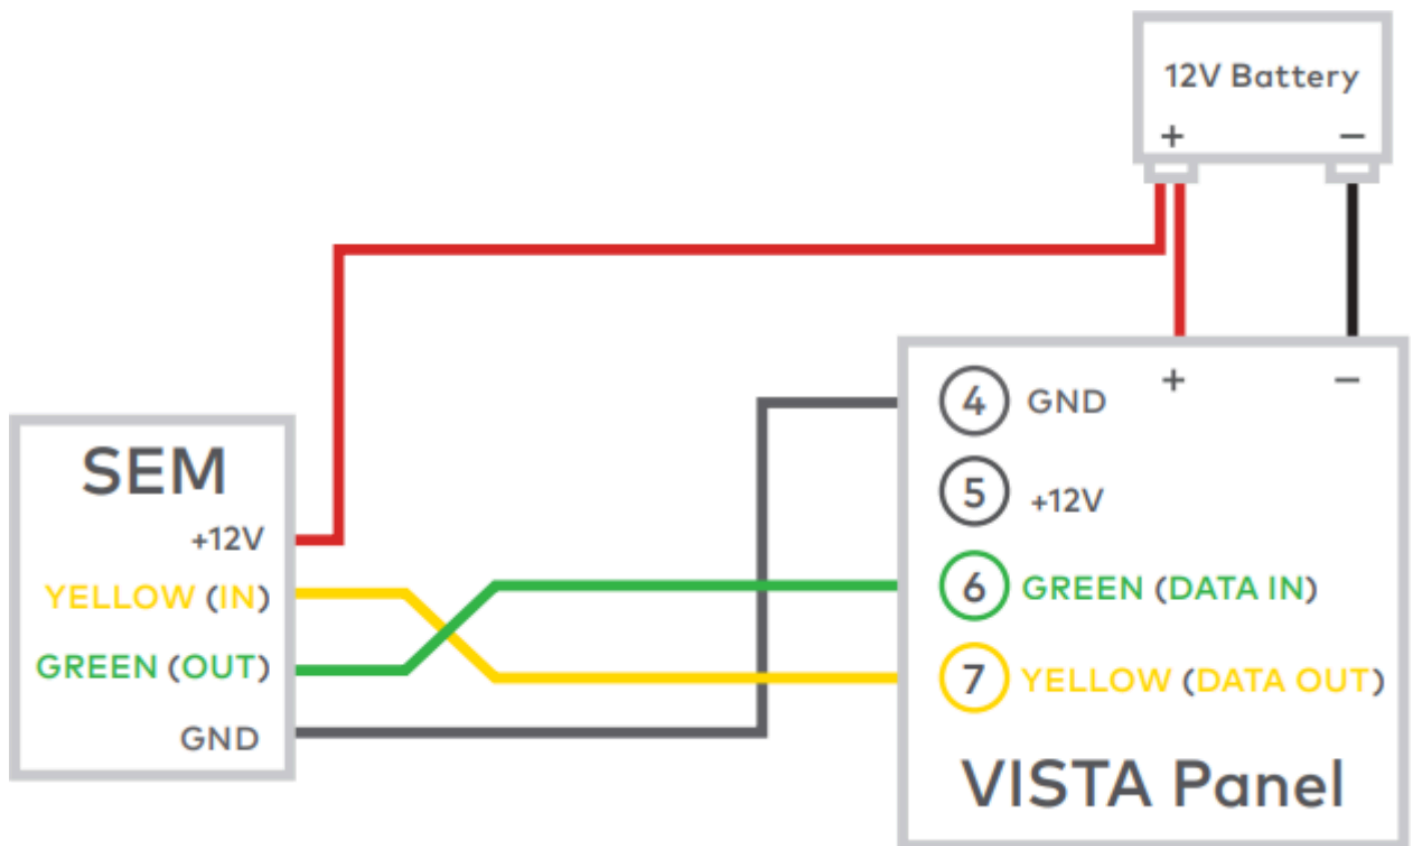 12V Battery
+ −
SEM
+12V
YELLOW (IN)
GREEN (OUT)
GND
+ −
4 GND
5 +12V
6 GREEN (DATA IN)
7 YELLOW (DATA OUT)
VISTA Panel